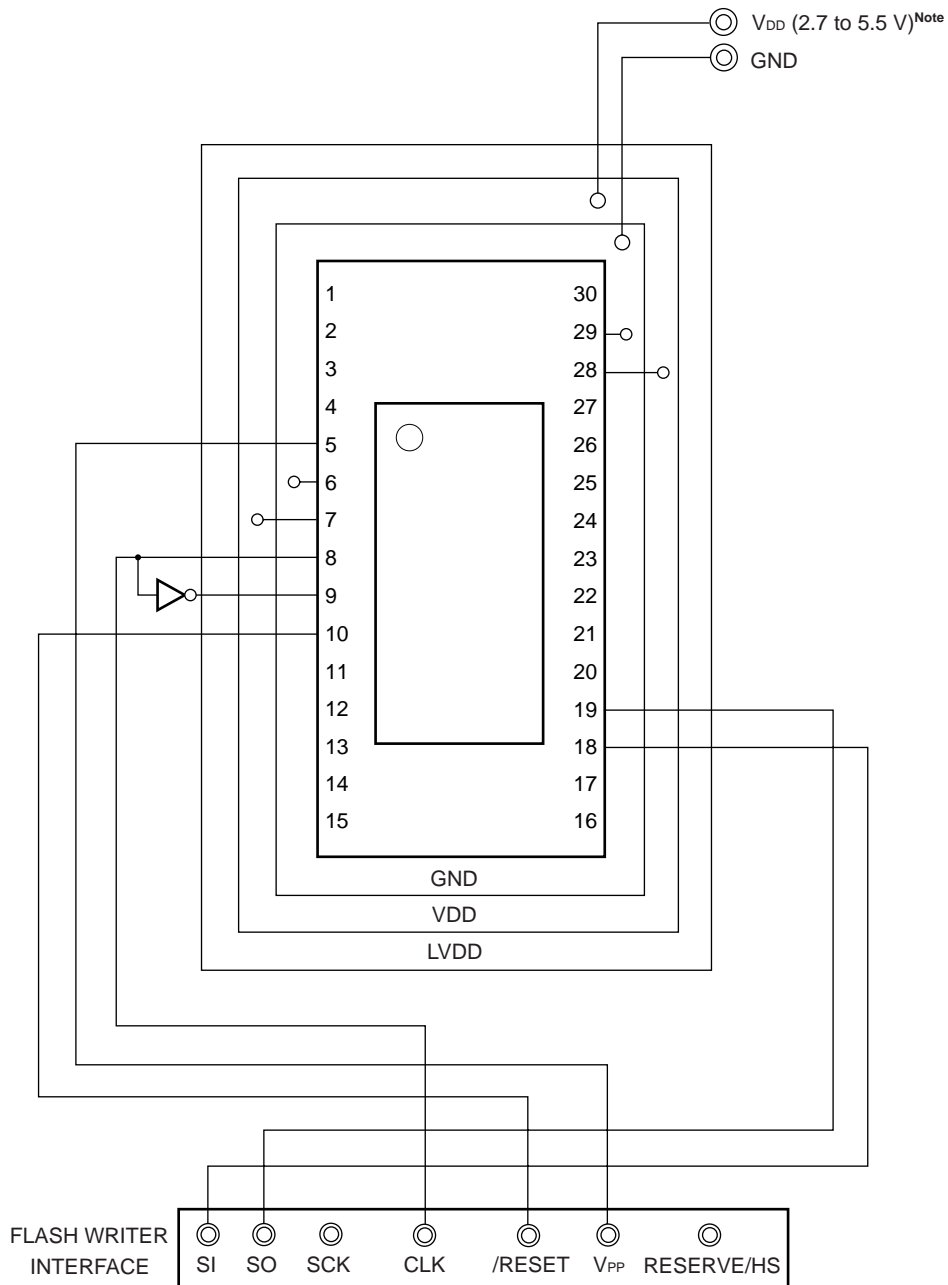 VDD (2.7 to 5.5 V)Note
GND
1 30
2 29
3 28
4 27
5 26
6 25
7 24
8 23
9 22
10 21
11 20
12 19
13 18
14 17
15 16
GND
VDD
LVDD
FLASH WRITER
INTERFACE
SI SO SCK CLK /RESET VPP RESERVE/HS